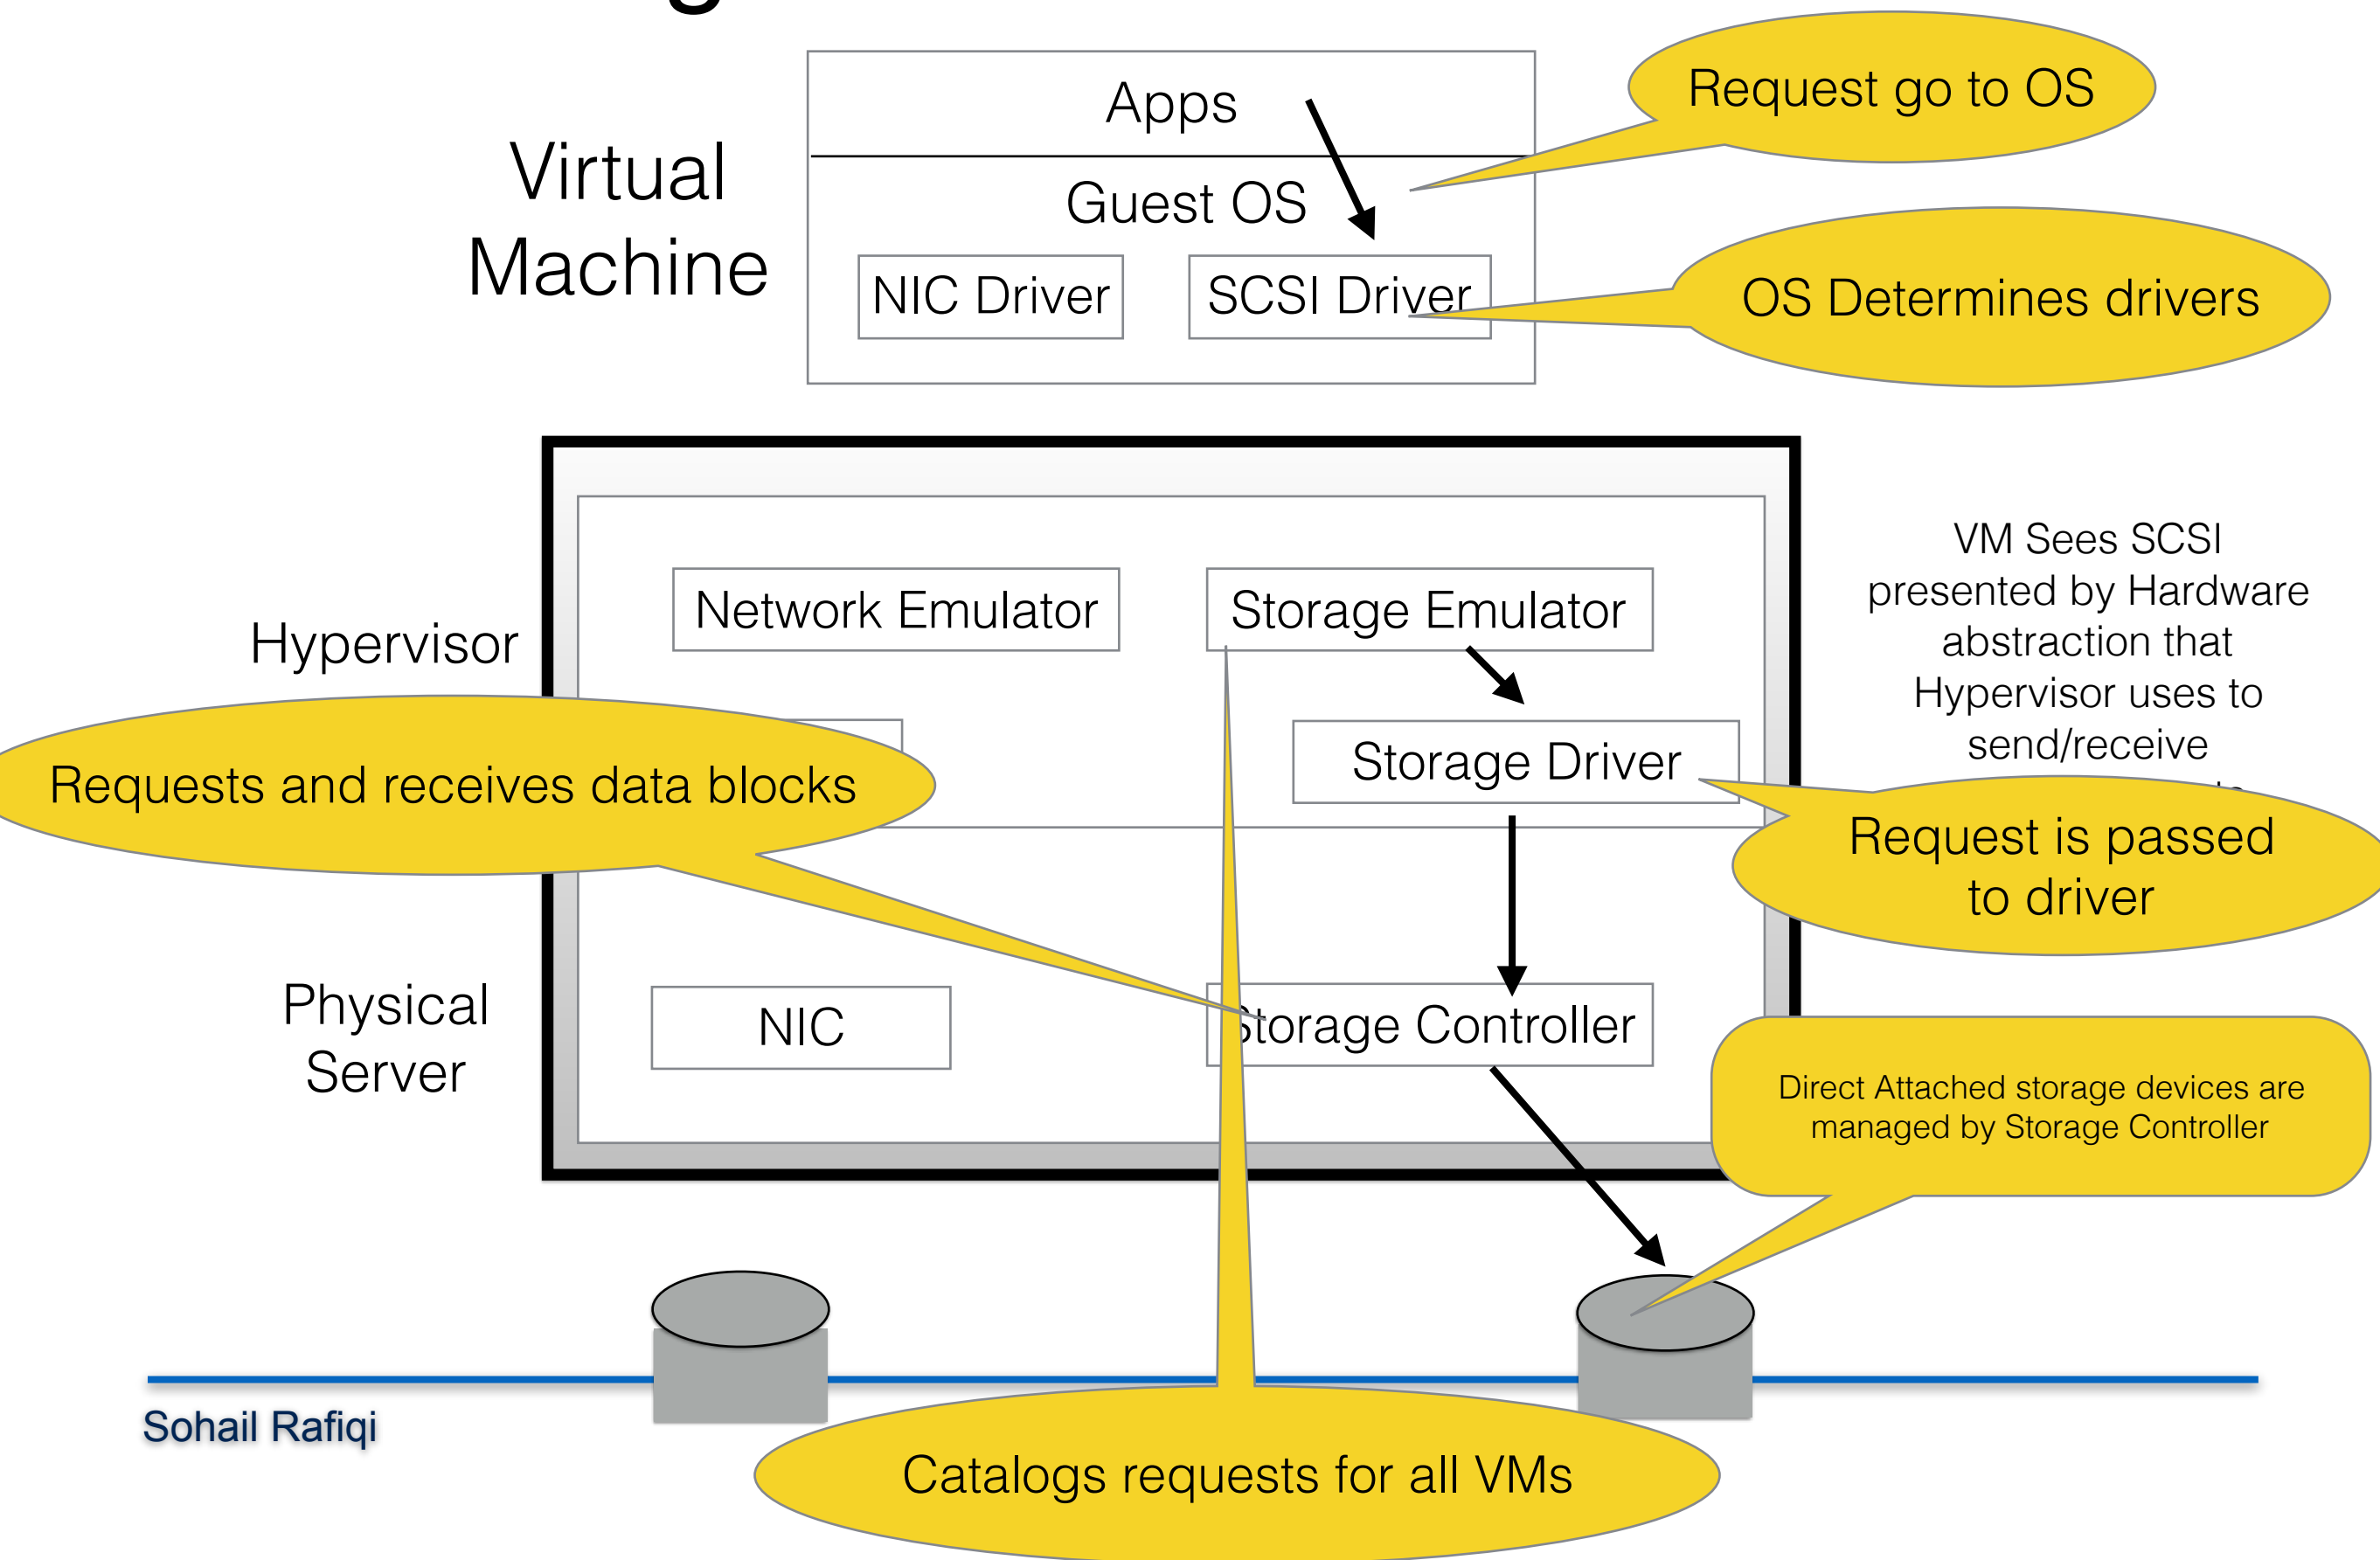 Apps
Request go to OS
Virtual
Machine
Guest OS
NIC Driver
SCSI Driver
OS Determines drivers
VM Sees SCSI
presented by Hardware
abstraction that
Hypervisor uses to
send/receive
Hypervisor
Network Emulator
Storage Emulator
Requests and receives data blocks
Storage Driver
Request is passed
to driver
Physical
Server
NIC
Storage Controller
Direct Attached storage devices are
managed by Storage Controller
Sohail Rafiqi
Catalogs requests for all VMs